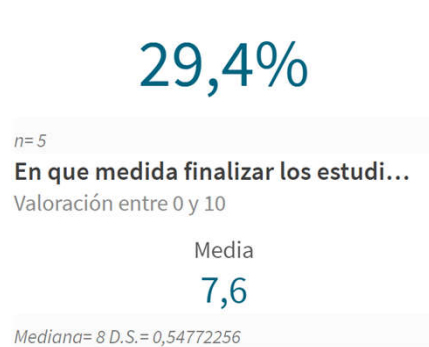 29,4%
n= 5
En que medida finalizar los estudi...
Valoración entre 0 y 10
Media
7,6
Mediana= 8 D.S.= 0,54772256